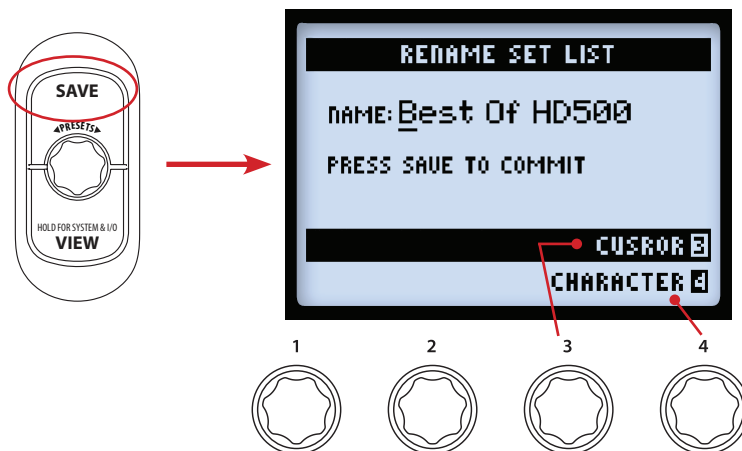 SAVE
◀PRESETS▶
HOLD FOR SYSTEM & I/O
VIEW
RENAME SET LIST
NAME: Best Of HD500
PRESS SAVE TO COMMIT
CUSROR 3
CHARACTER 4
1 2 3 4